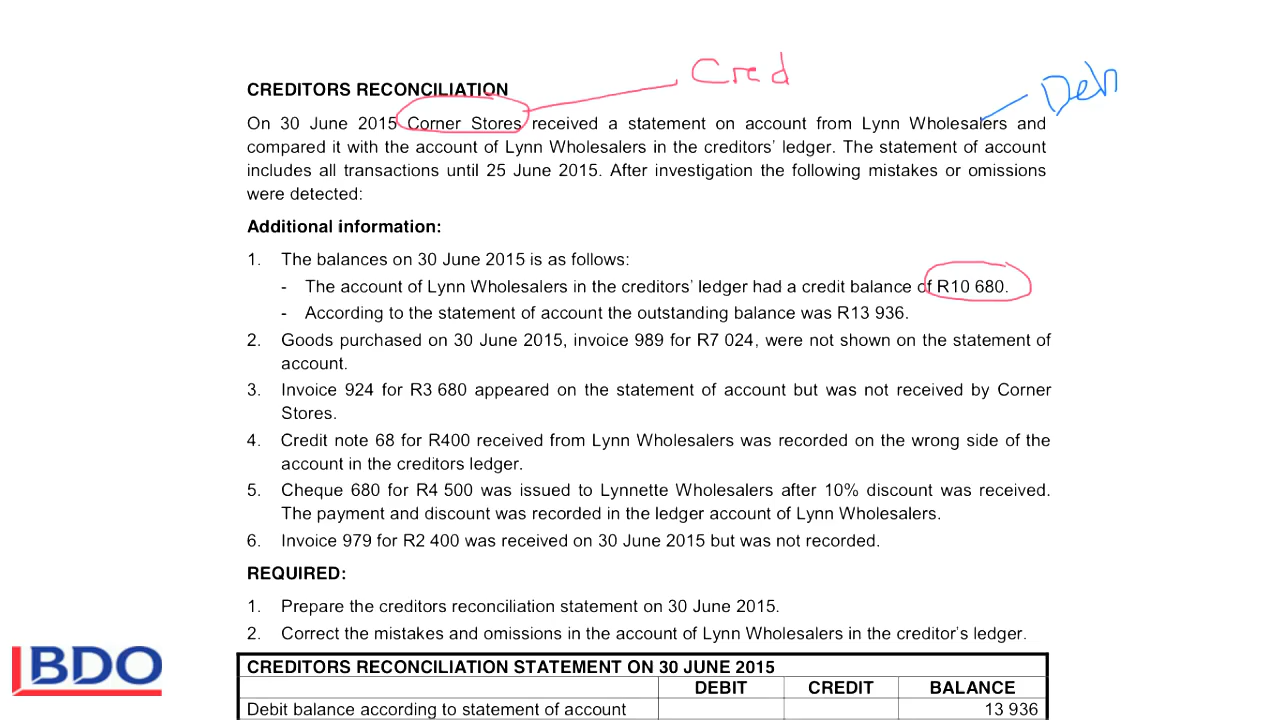 Cred
Deb
CREDITORS RECONCILIATION
On 30 June 2015 Corner Stores received a statement on account from Lynn Wholesalers and
compared it with the account of Lynn Wholesalers in the creditors' ledger. The statement of account
includes all transactions until 25 June 2015. After investigation the following mistakes or omissions
were detected:
Additional information:
1. The balances on 30 June 2015 is as follows:
- The account of Lynn Wholesalers in the creditors' ledger had a credit balance of R10 680.
- According to the statement of account the outstanding balance was R13 936.
2. Goods purchased on 30 June 2015, invoice 989 for R7 024, were not shown on the statement of
account.
3. Invoice 924 for R3 680 appeared on the statement of account but was not received by Corner
Stores.
4. Credit note 68 for R400 received from Lynn Wholesalers was recorded on the wrong side of the
account in the creditors ledger.
5. Cheque 680 for R4 500 was issued to Lynnette Wholesalers after 10% discount was received.
The payment and discount was recorded in the ledger account of Lynn Wholesalers.
6. Invoice 979 for R2 400 was received on 30 June 2015 but was not recorded.
REQUIRED:
1. Prepare the creditors reconciliation statement on 30 June 2015.
2. Correct the mistakes and omissions in the account of Lynn Wholesalers in the creditor's ledger.
BDO
CREDITORS RECONCILIATION STATEMENT ON 30 JUNE 2015
DEBIT CREDIT BALANCE
Debit balance according to statement of account 13 936